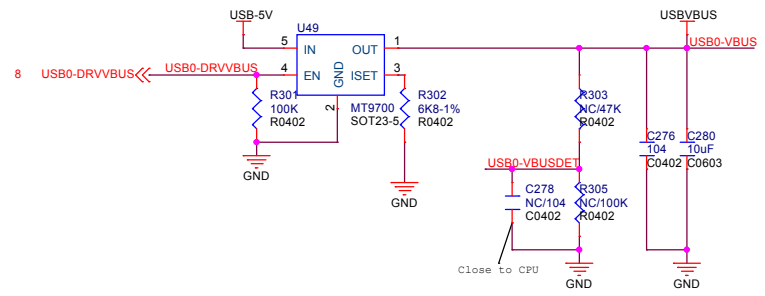 USB-5V
USBVBUS
U49
5 IN OUT 1
USB0-VBUS
8 USB0-DRVVBUS USB0-DRVVBUS 4 EN GND ISET 3
2
R301
100K
R0402
MT9700
SOT23-5
R302
6K8-1%
R0402
R303
NC/47K
R0402
GND
GND
USB0-VBUSDET
C276
104
C0402
C280
10uF
C0603
C278
NC/104
C0402
R305
NC/100K
R0402
Close to CPU
GND
GND